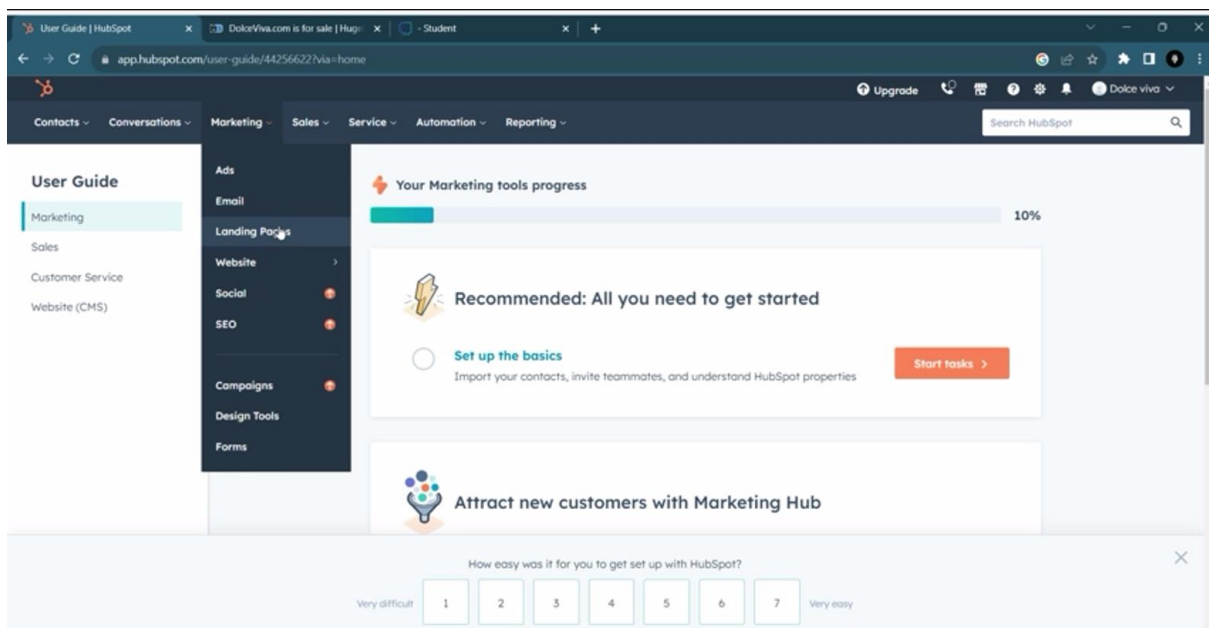 User Guide | HubSpot
DolceViva.com is for sale | Huge
- Student
app.hubspot.com/user-guide/44256622?via=home
Upgrade
Dolce viva
Contacts
Conversations
Marketing
Sales
Service
Automation
Reporting
Search HubSpot
User Guide
Marketing
Sales
Customer Service
Website (CMS)
Ads
Email
Landing Pages
Website
Social
SEO
Campaigns
Design Tools
Forms
Your Marketing tools progress
10%
Recommended: All you need to get started
Set up the basics
Import your contacts, invite teammates, and understand HubSpot properties
Start tasks
Attract new customers with Marketing Hub
How easy was it for you to get set up with HubSpot?
Very difficult 1 2 3 4 5 6 7 Very easy